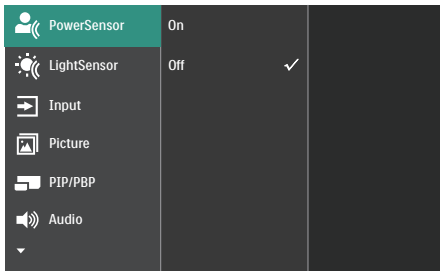 PowerSensor
On
LightSensor
Off
Input
Picture
PIP/PBP
Audio